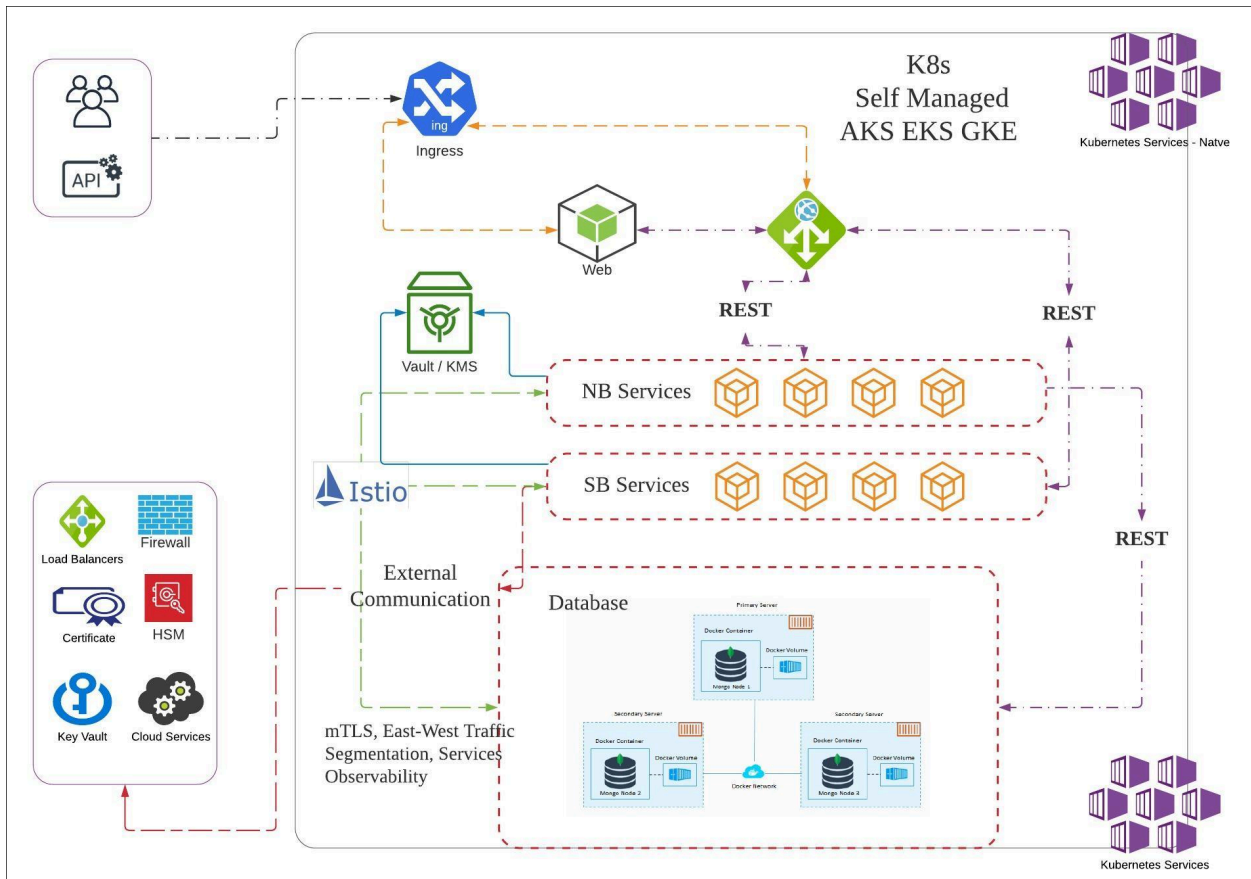 K8s
Self Managed
AKS EKS GKE
Kubernetes Services - Natve
API
ing
Ingress
Web
REST
REST
Vault / KMS
NB Services
Istio
SB Services
REST
Load Balancers
Firewall
Certificate
HSM
Key Vault
Cloud Services
External
Communication
Database
Primary Server
Docker Container
Docker Volume
Mongo Node 1
Secondary Server
Docker Container
Docker Volume
Mongo Node 2
Docker Network
Secondary Server
Docker Container
Docker Volume
Mongo Node 3
mTLS, East-West Traffic
Segmentation, Services
Observability
Kubernetes Services